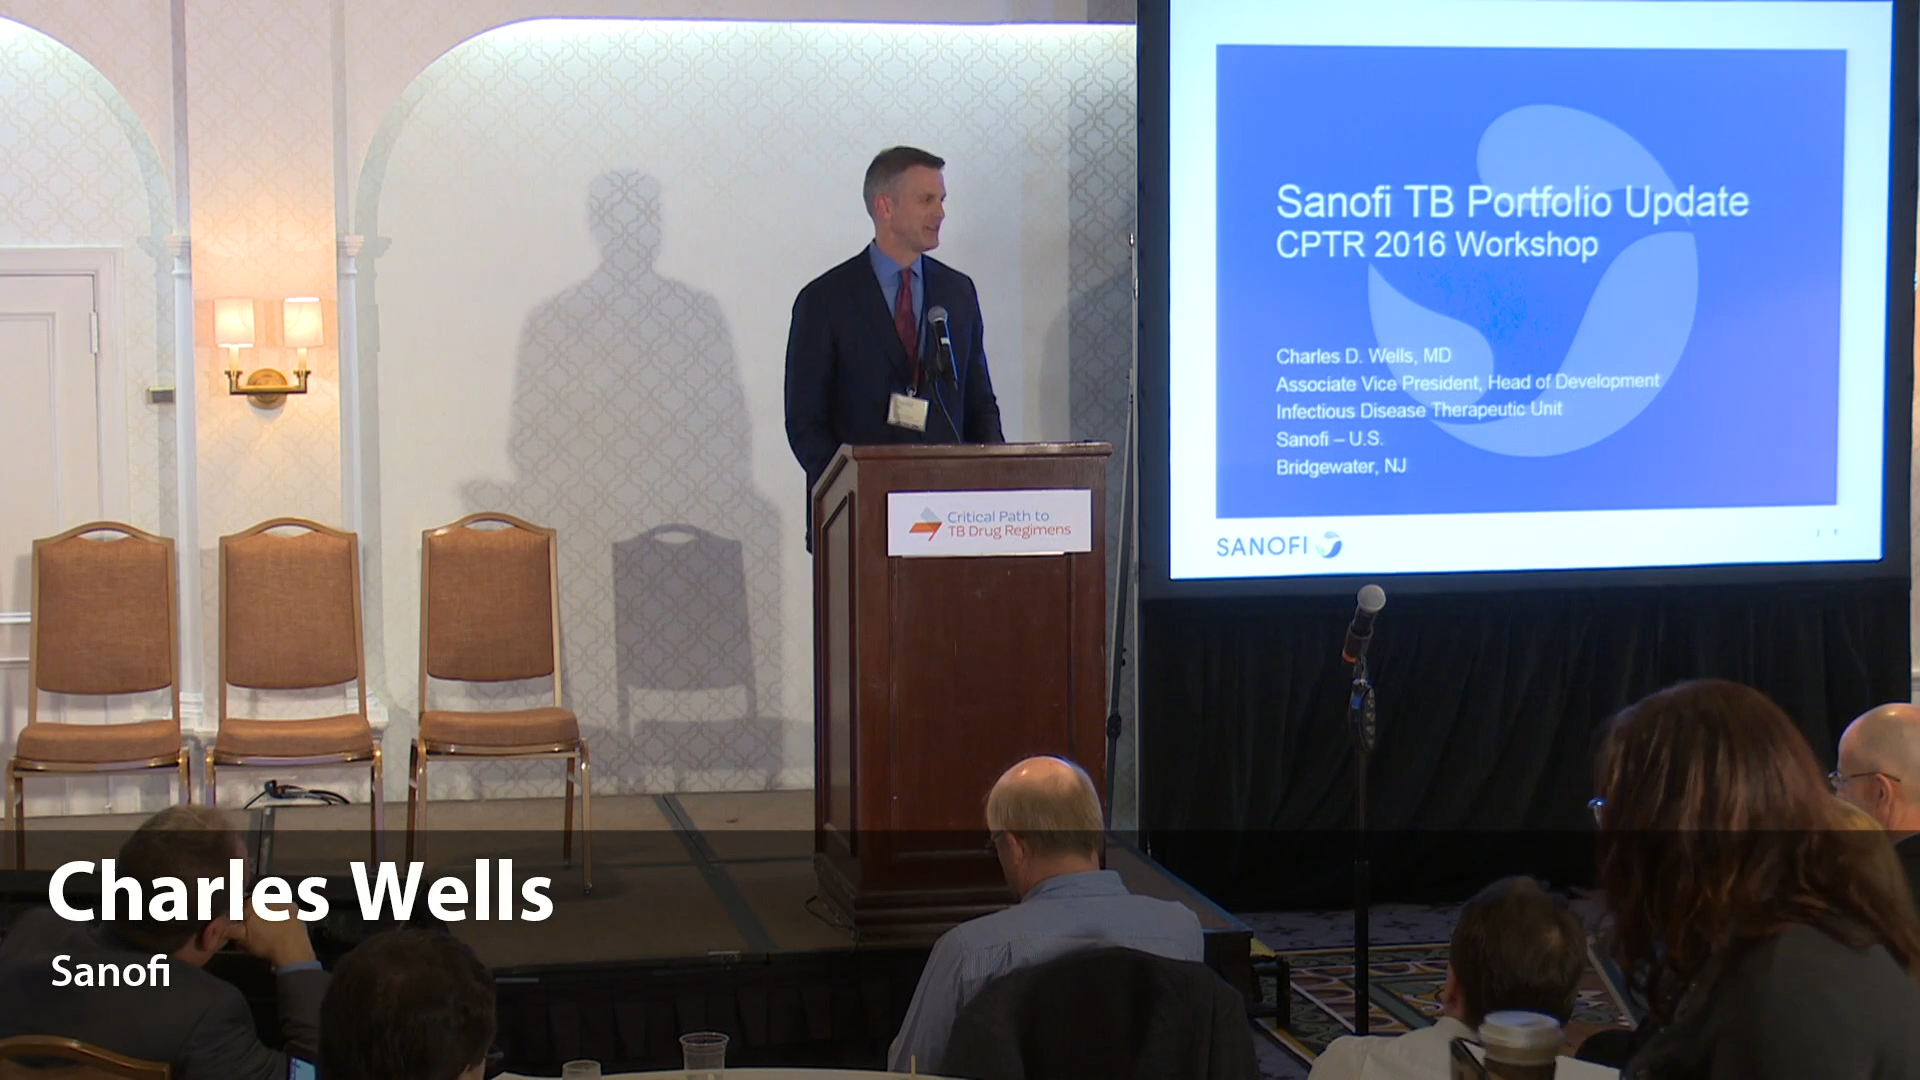 Sanofi TB Portfolio Update
CPTR 2016 Workshop
Charles D. Wells, MD
Associate Vice President, Head of Development
Infectious Disease Therapeutic Unit
Sanofi – U.S.
Bridgewater, NJ
SANOFI
Critical Path to
TB Drug Regimens
Charles Wells
Sanofi